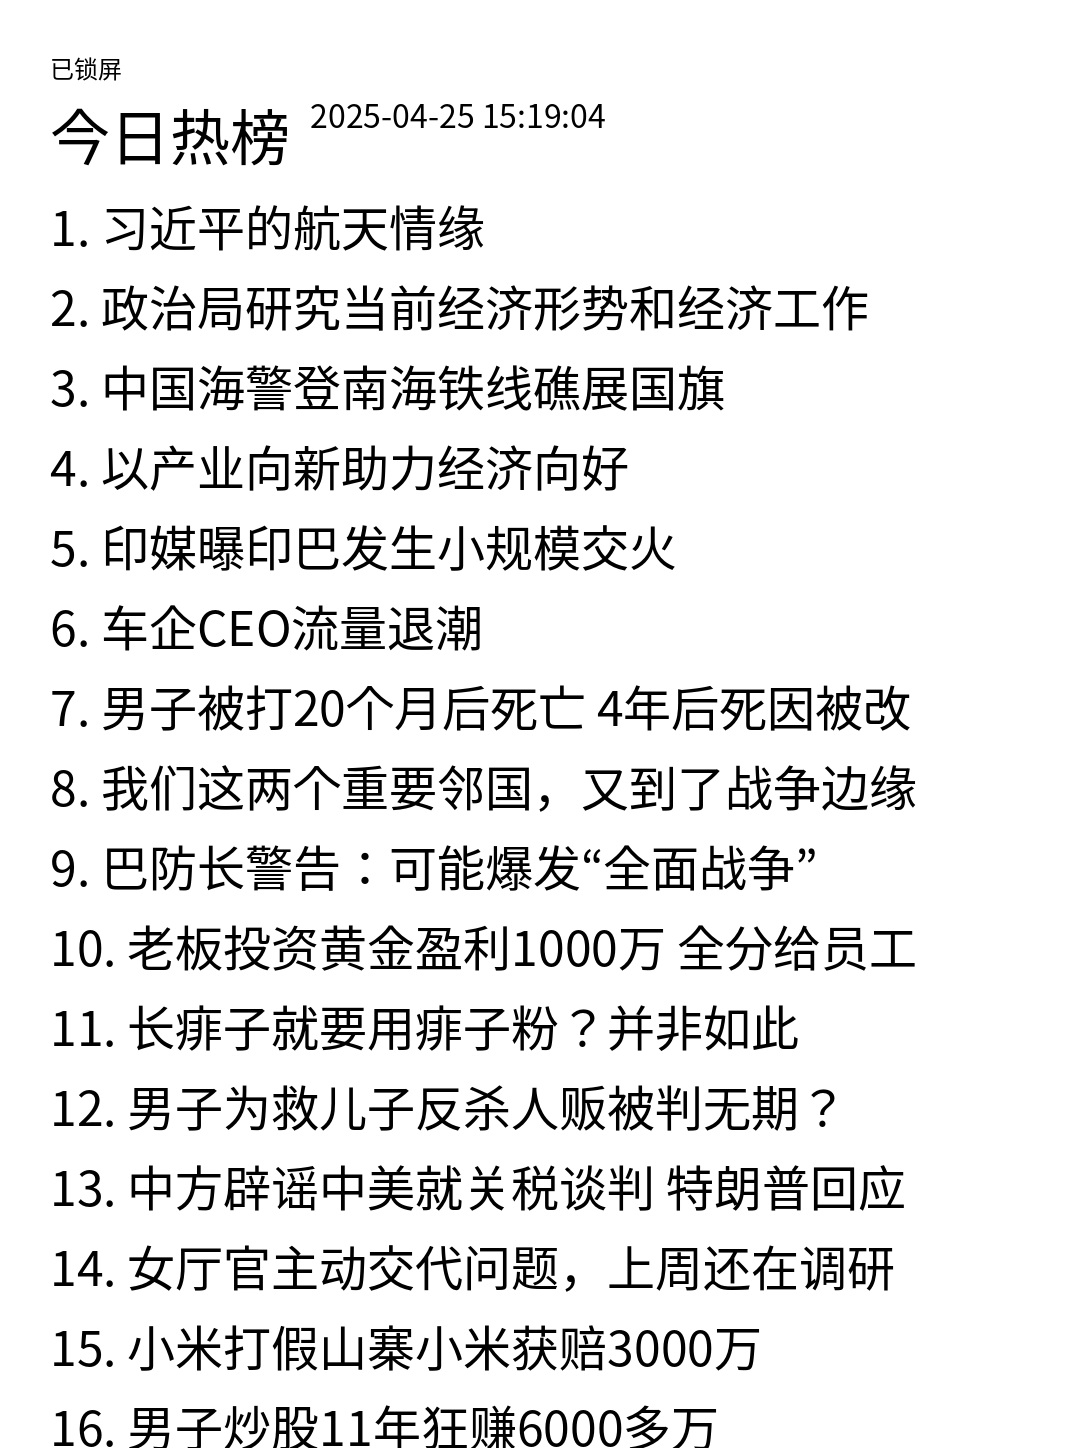 已锁屏
今日热榜 2025-04-25 15:19:04
1. 习近平的航天情缘
2. 政治局研究当前经济形势和经济工作
3. 中国海警登南海铁线礁展国旗
4. 以产业向新助力经济向好
5. 印媒曝印巴发生小规模交火
6. 车企CEO流量退潮
7. 男子被打20个月后死亡 4年后死因被改
8. 我们这两个重要邻国，又到了战争边缘
9. 巴防长警告：可能爆发“全面战争”
10. 老板投资黄金盈利1000万 全分给员工
11. 长痱子就要用痱子粉？并非如此
12. 男子为救儿子反杀人贩被判无期？
13. 中方辟谣中美就关税谈判 特朗普回应
14. 女厅官主动交代问题，上周还在调研
15. 小米打假山寨小米获赔3000万
16. 男子炒股11年狂赚6000多万